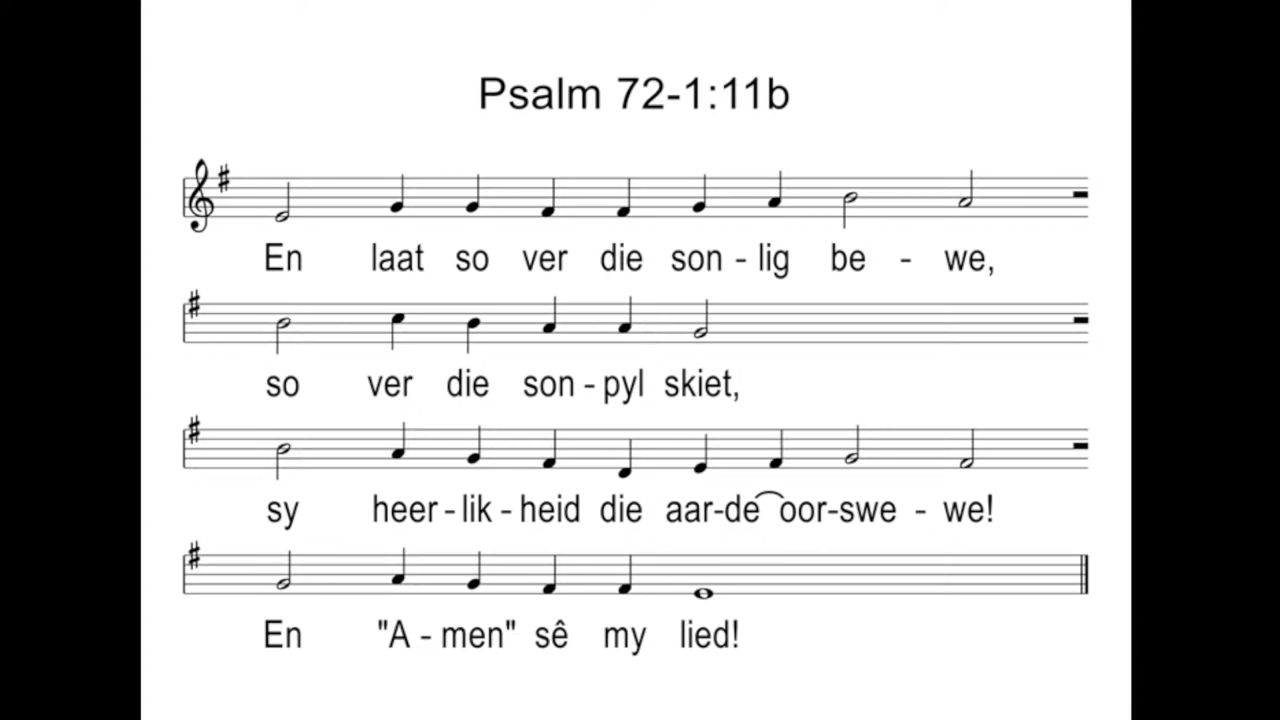 Psalm 72-1:11b
En laat so ver die son - lig be - we,
so ver die son - pyl skiet,
sy heer - lik - heid die aar-de oor-swe - we!
En "A - men" sê my lied!